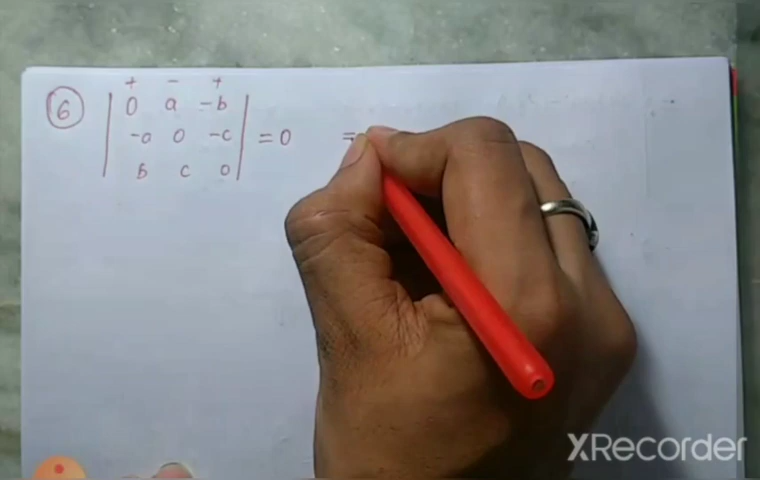 + - +
⑥ | 0 a -b |
| -a 0 -c | = 0 =
| b c 0 |
XRecorder